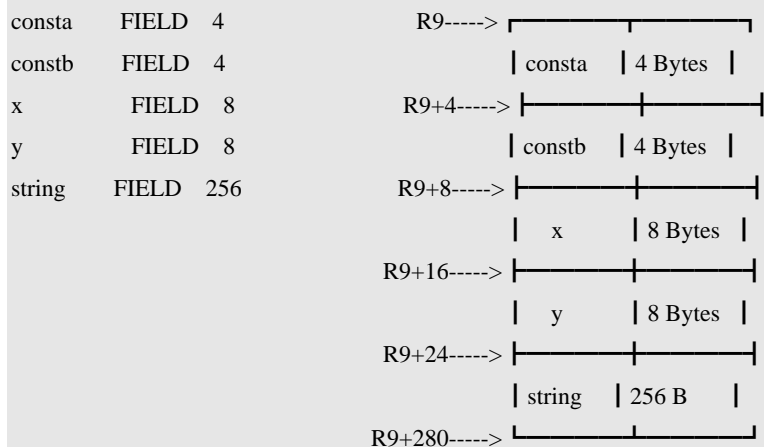 consta FIELD 4 R9-----> ┏━━━━━━┳━━━━━━┓
constb FIELD 4 ┃ consta ┃ 4 Bytes ┃
x FIELD 8 R9+4-----> ┣━━━━━━╋━━━━━━┫
y FIELD 8 ┃ constb ┃ 4 Bytes ┃
string FIELD 256 R9+8-----> ┣━━━━━━╋━━━━━━┫
┃ x ┃ 8 Bytes ┃
R9+16-----> ┣━━━━━━╋━━━━━━┫
┃ y ┃ 8 Bytes ┃
R9+24-----> ┣━━━━━━╋━━━━━━┫
┃ string ┃ 256 B ┃
R9+280-----> ┗━━━━━━┻━━━━━━┛